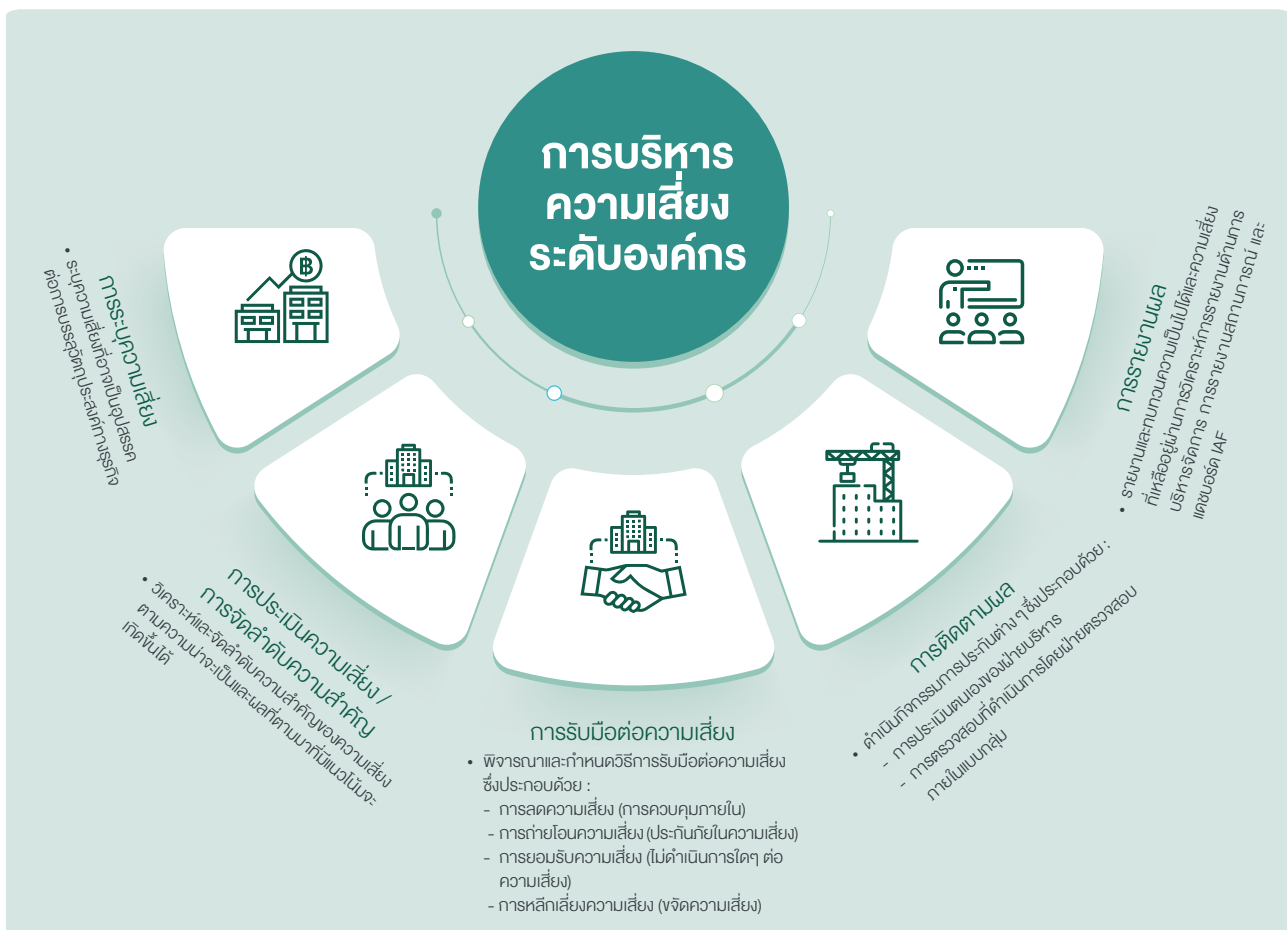 การบริหาร
ความเสี่ยง
ระดับองค์กร
฿
การระบุความเสี่ยง
• ระบุความเสี่ยงที่อาจเป็นอุปสรรค
ต่อการบรรลุวัตถุประสงค์ทางธุรกิจ
การประเมินความเสี่ยง /
การจัดลำดับความสำคัญ
• วิเคราะห์และจัดลำดับความสำคัญของความเสี่ยง
ตามความน่าจะเป็นและผลที่ตามมาที่มีแนวโน้มจะ
เกิดขึ้นได้
การรับมือต่อความเสี่ยง
• พิจารณาและกำหนดวิธีการรับมือต่อความเสี่ยง
ซึ่งประกอบด้วย :
- การลดความเสี่ยง (การควบคุมภายใน)
- การถ่ายโอนความเสี่ยง (ประกันภัยในความเสี่ยง)
- การยอมรับความเสี่ยง (ไม่ดำเนินการใดๆ ต่อ
ความเสี่ยง)
- การหลีกเลี่ยงความเสี่ยง (ขจัดความเสี่ยง)
การติดตามผล
• ดำเนินกิจกรรมการประกันต่าง ๆ ซึ่งประกอบด้วย :
- การประเมินตนเองของฝ่ายบริหาร
- การตรวจสอบที่ดำเนินการโดยฝ่ายตรวจสอบ
ภายในแบบกลุ่ม
การรายงานผล
• รายงานและทบทวนความเป็นไปได้และความเสี่ยง
ที่เหลืออยู่ผ่านการวิเคราะห์การรายงานด้านการ
บริหารจัดการ การรายงานสถานการณ์ และ
แดชบอร์ด IAF